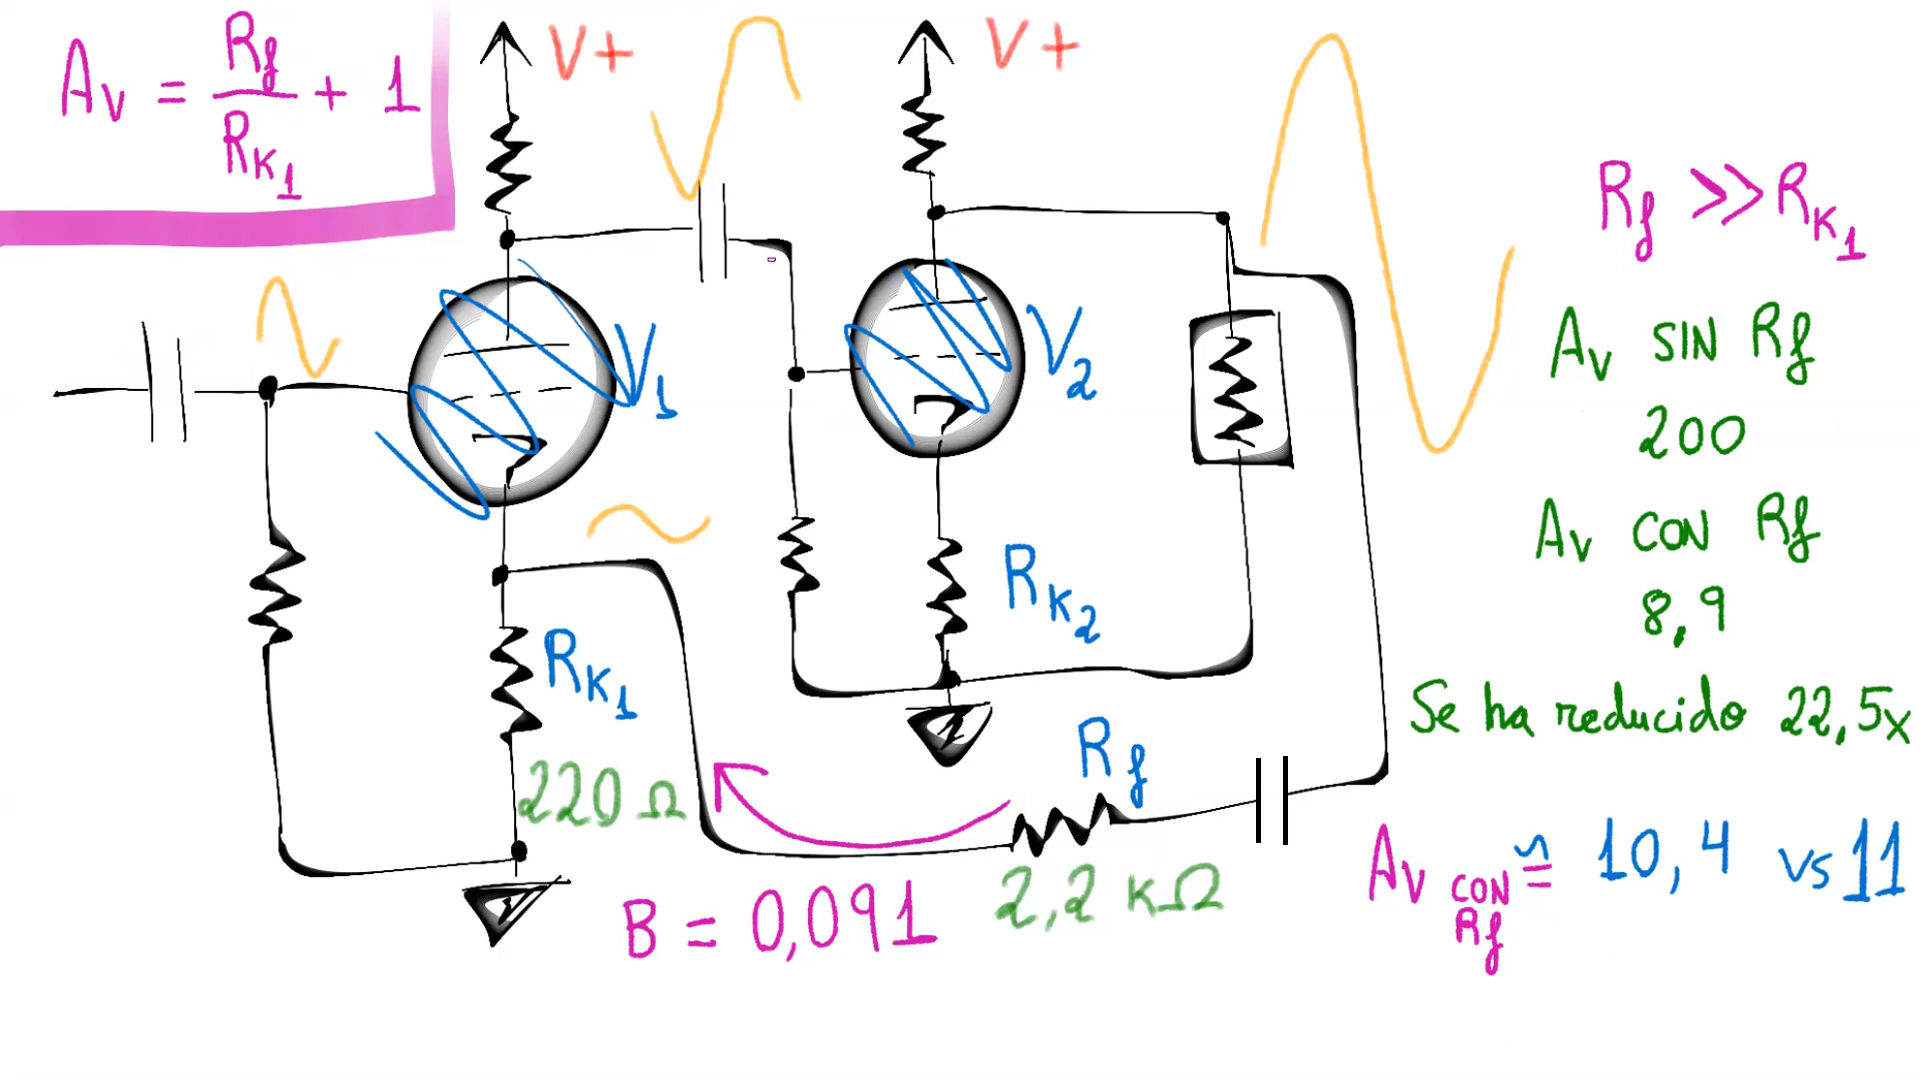 Av = Rf / RK1 + 1
V+
V+
V1
V2
RK1
220 Ω
RK2
Rf
2,2 KΩ
B = 0,091
Rf >> RK1
Av SIN Rf
200
Av CON Rf
8,9
Se ha reducido 22,5x
Av CON Rf ≅ 10,4 vs 11